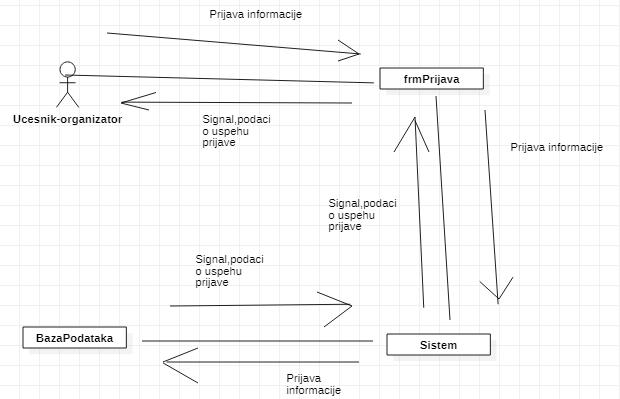 Prijava informacije
frmPrijava
Ucesnik-organizator
Signal,podaci
o uspehu
prijave
Prijava informacije
Signal,podaci
o uspehu
prijave
Signal,podaci
o uspehu
prijave
BazaPodataka
Sistem
Prijava
informacije